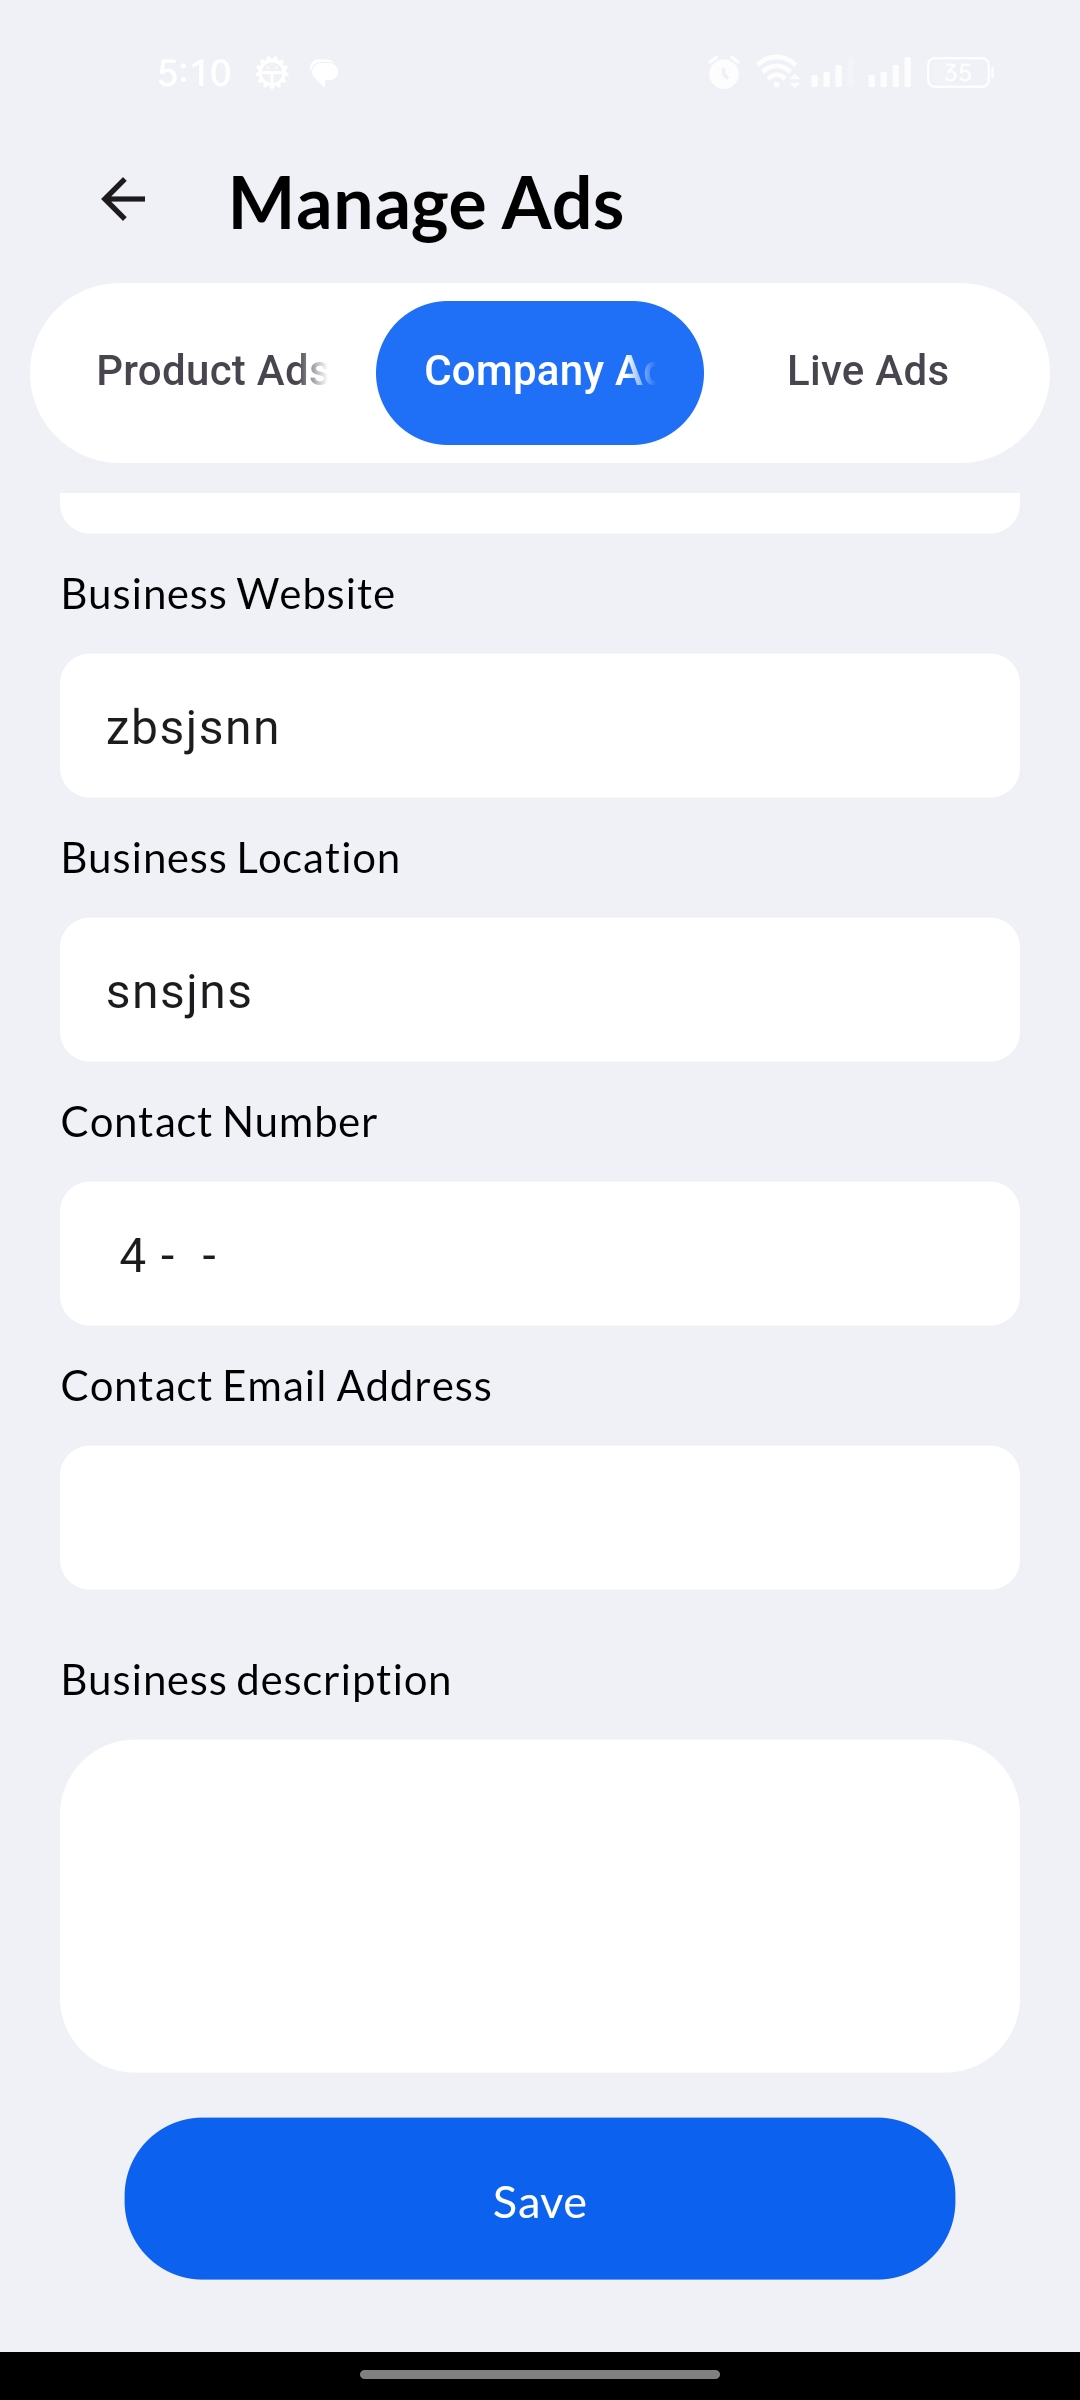 5:10 35
Manage Ads
Product Ads Company Ad Live Ads
Business Website
zbsjsnn
Business Location
snsjns
Contact Number
4 - -
Contact Email Address
Business description
Save